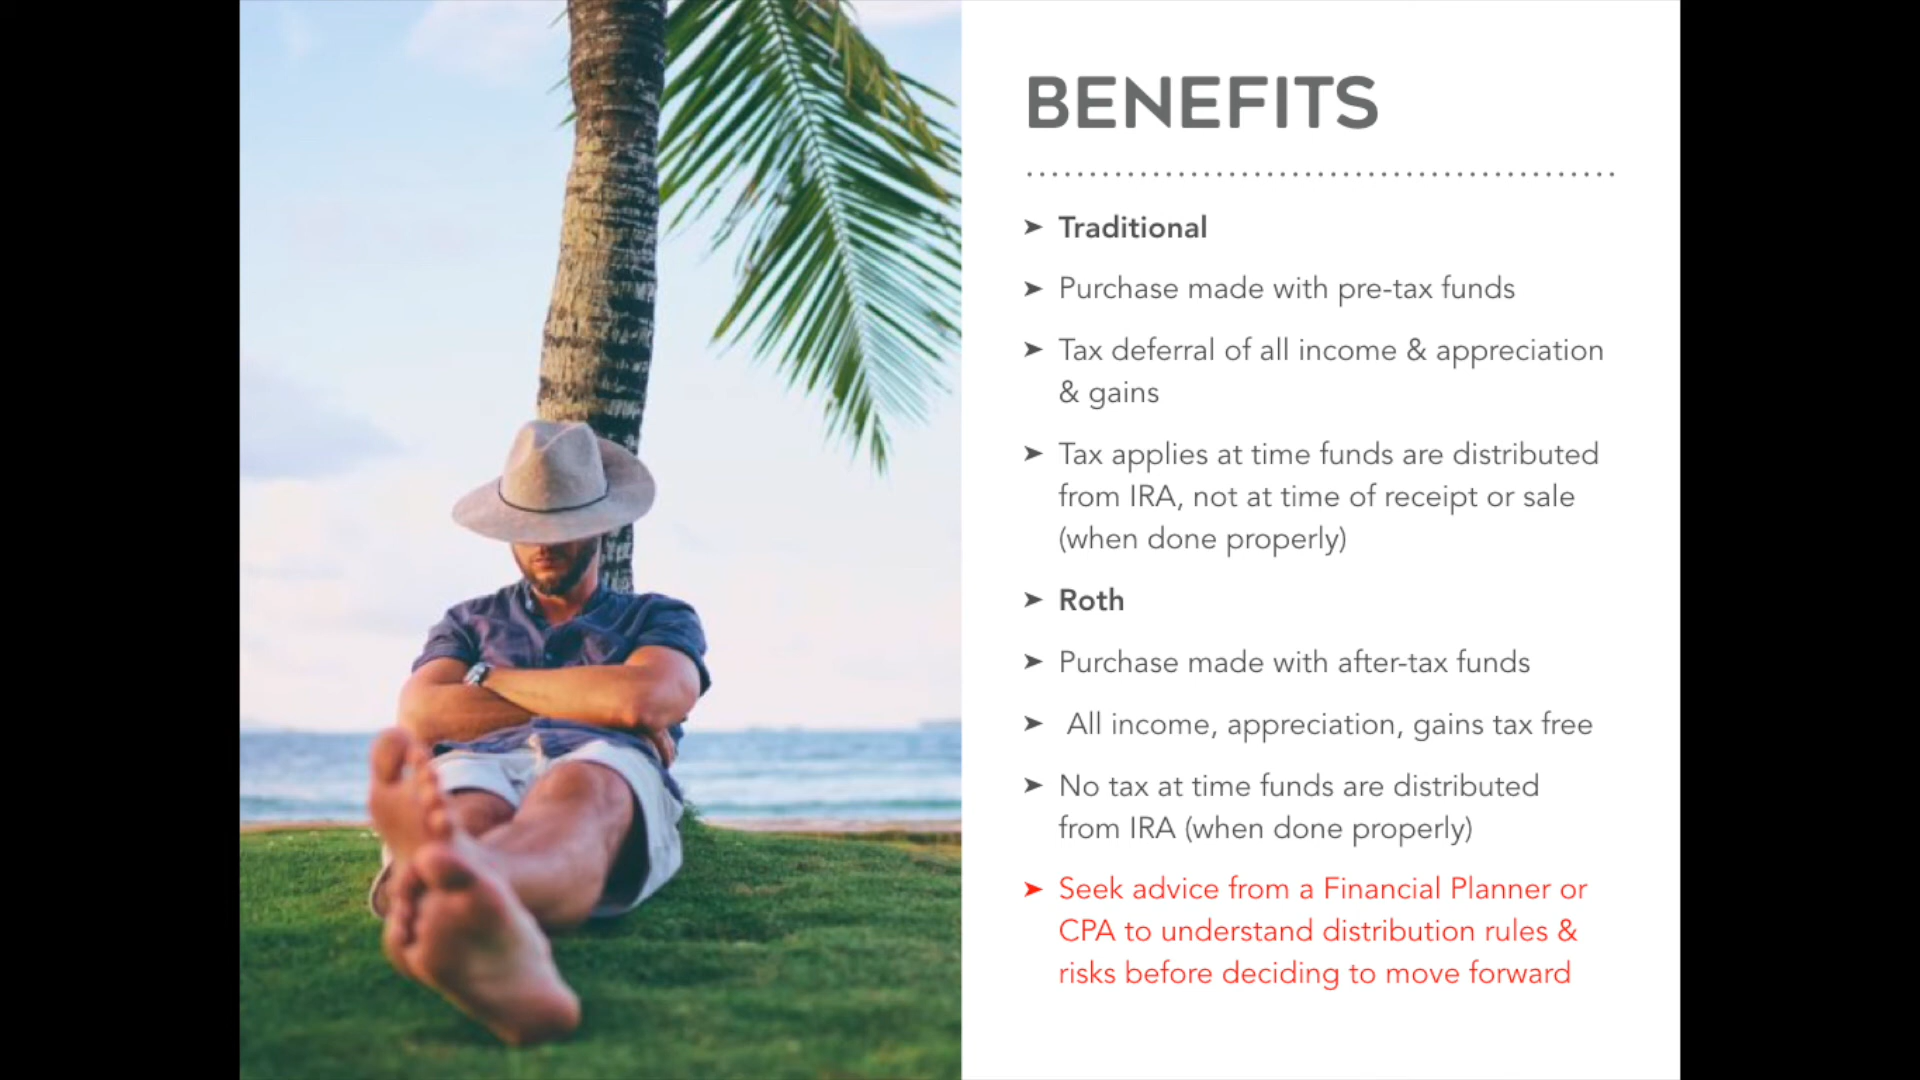 BENEFITS
➤ Traditional
➤ Purchase made with pre-tax funds
➤ Tax deferral of all income & appreciation
& gains
➤ Tax applies at time funds are distributed
from IRA, not at time of receipt or sale
(when done properly)
➤ Roth
➤ Purchase made with after-tax funds
➤ All income, appreciation, gains tax free
➤ No tax at time funds are distributed
from IRA (when done properly)
➤ Seek advice from a Financial Planner or
CPA to understand distribution rules &
risks before deciding to move forward